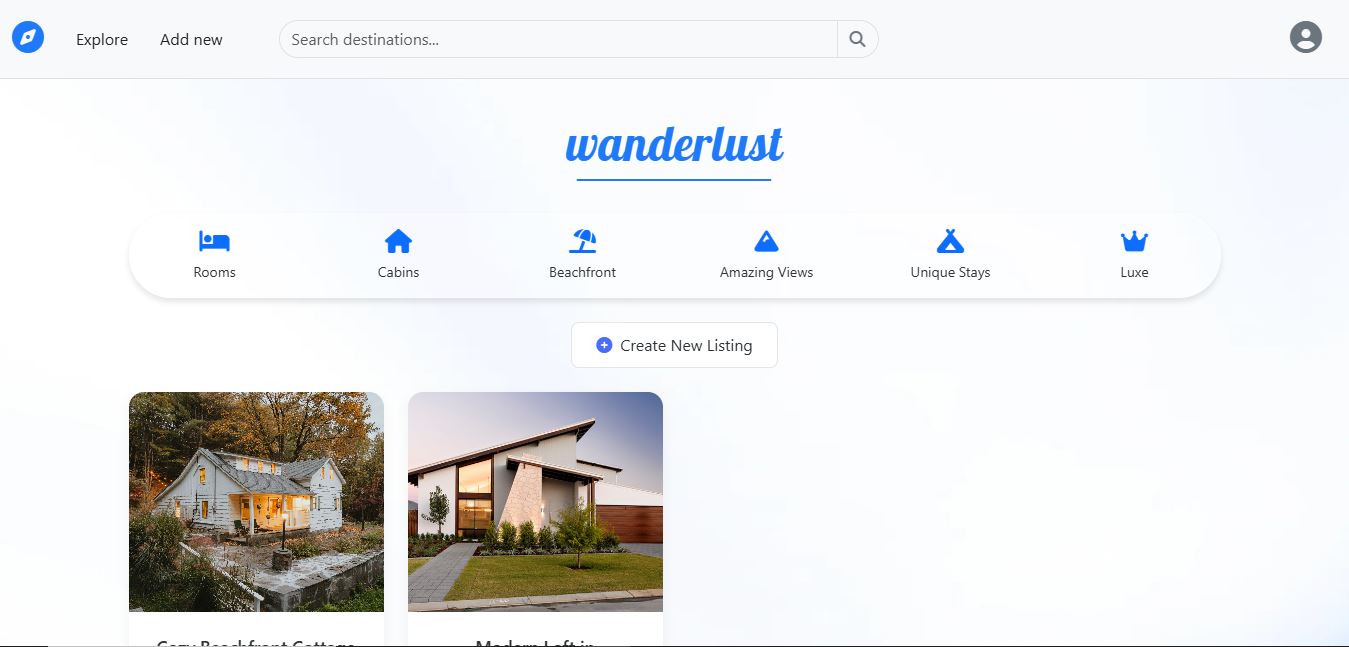 Explore Add new Search destinations...
wanderlust
Rooms Cabins Beachfront Amazing Views Unique Stays Luxe
Create New Listing
Cozy Beachfront Cottage Modern Loft in